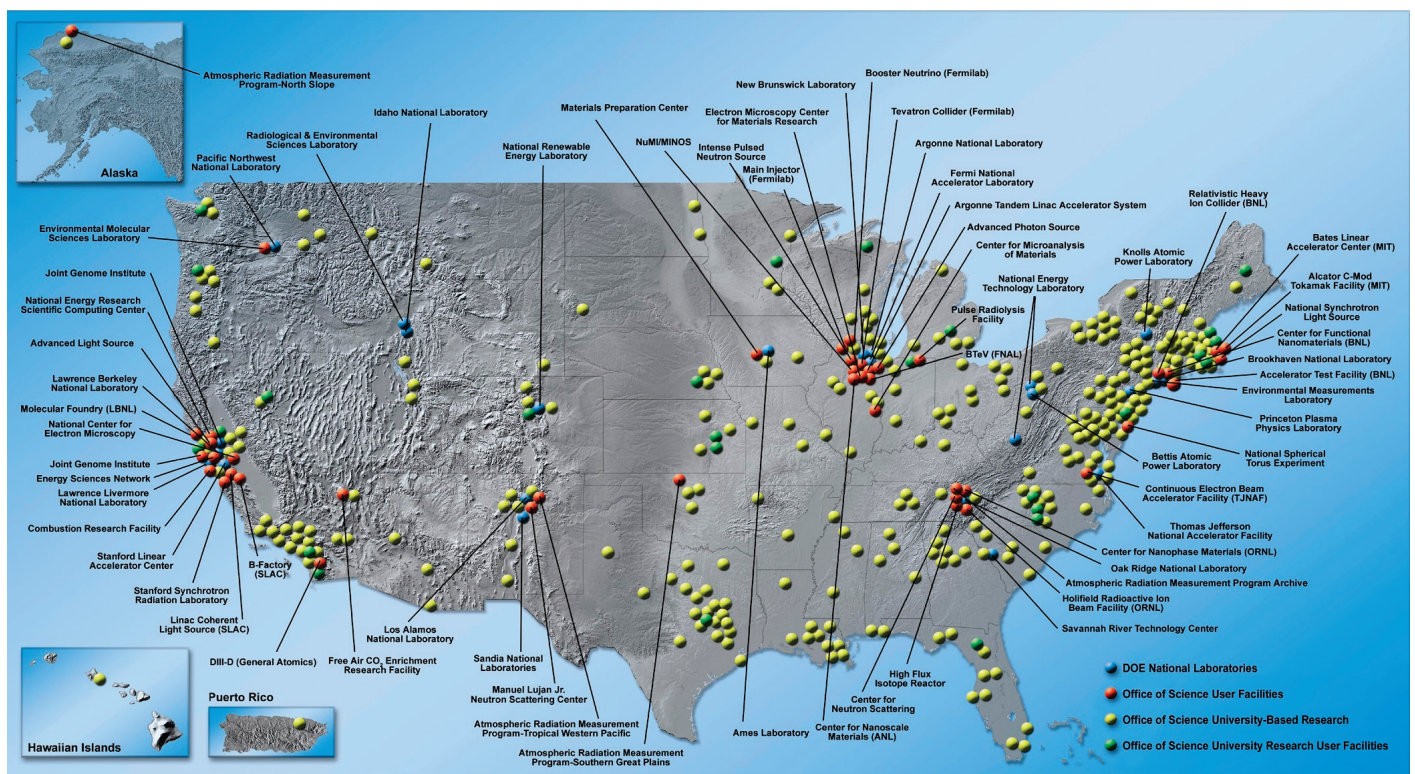 Atmospheric Radiation Measurement
Program-North Slope
Alaska
Idaho National Laboratory
Radiological & Environmental
Sciences Laboratory
Pacific Northwest
National Laboratory
Environmental Molecular
Sciences Laboratory
Joint Genome Institute
National Energy Research
Scientific Computing Center
Advanced Light Source
Lawrence Berkeley
National Laboratory
Molecular Foundry (LBNL)
National Center for
Electron Microscopy
Joint Genome Institute
Energy Sciences Network
Lawrence Livermore
National Laboratory
Combustion Research Facility
Stanford Linear
Accelerator Center
Stanford Synchrotron
Radiation Laboratory
Linac Coherent
Light Source (SLAC)
B-Factory
(SLAC)
DIII-D (General Atomics)
Free Air CO2 Enrichment
Research Facility
Los Alamos
National Laboratory
Sandia National
Laboratories
Manuel Lujan Jr.
Neutron Scattering Center
Atmospheric Radiation Measurement
Program-Tropical Western Pacific
Atmospheric Radiation Measurement
Program-Southern Great Plains
National Renewable
Energy Laboratory
Materials Preparation Center
NuMI/MINOS
Intense Pulsed
Neutron Source
Main Injector
(Fermilab)
Electron Microscopy Center
for Materials Research
New Brunswick Laboratory
Booster Neutrino (Fermilab)
Tevatron Collider (Fermilab)
Argonne National Laboratory
Fermi National
Accelerator Laboratory
Argonne Tandem Linac Accelerator System
Advanced Photon Source
Center for Microanalysis
of Materials
National Energy
Technology Laboratory
Pulse Radiolysis
Facility
BTeV (FNAL)
Relativistic Heavy
Ion Collider (BNL)
Knolls Atomic
Power Laboratory
Bates Linear
Accelerator Center (MIT)
Alcator C-Mod
Tokamak Facility (MIT)
National Synchrotron
Light Source
Center for Functional
Nanomaterials (BNL)
Brookhaven National Laboratory
Accelerator Test Facility (BNL)
Environmental Measurements
Laboratory
Princeton Plasma
Physics Laboratory
National Spherical
Torus Experiment
Bettis Atomic
Power Laboratory
Continuous Electron Beam
Accelerator Facility (TJNAF)
Thomas Jefferson
National Accelerator Facility
Center for Nanophase Materials (ORNL)
Oak Ridge National Laboratory
Atmospheric Radiation Measurement Program Archive
Holifield Radioactive Ion
Beam Facility (ORNL)
Savannah River Technology Center
High Flux
Isotope Reactor
Center for
Neutron Scattering
Center for Nanoscale
Materials (ANL)
Ames Laboratory
Hawaiian Islands
Puerto Rico
DOE National Laboratories
Office of Science User Facilities
Office of Science University-Based Research
Office of Science University Research User Facilities